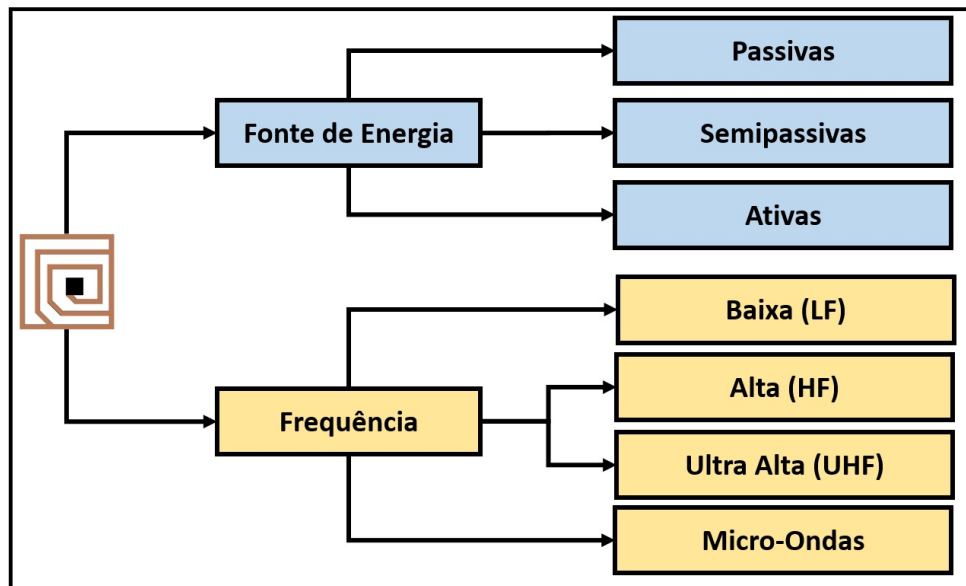 Fonte de Energia
Passivas
Semipassivas
Ativas
Frequência
Baixa (LF)
Alta (HF)
Ultra Alta (UHF)
Micro-Ondas